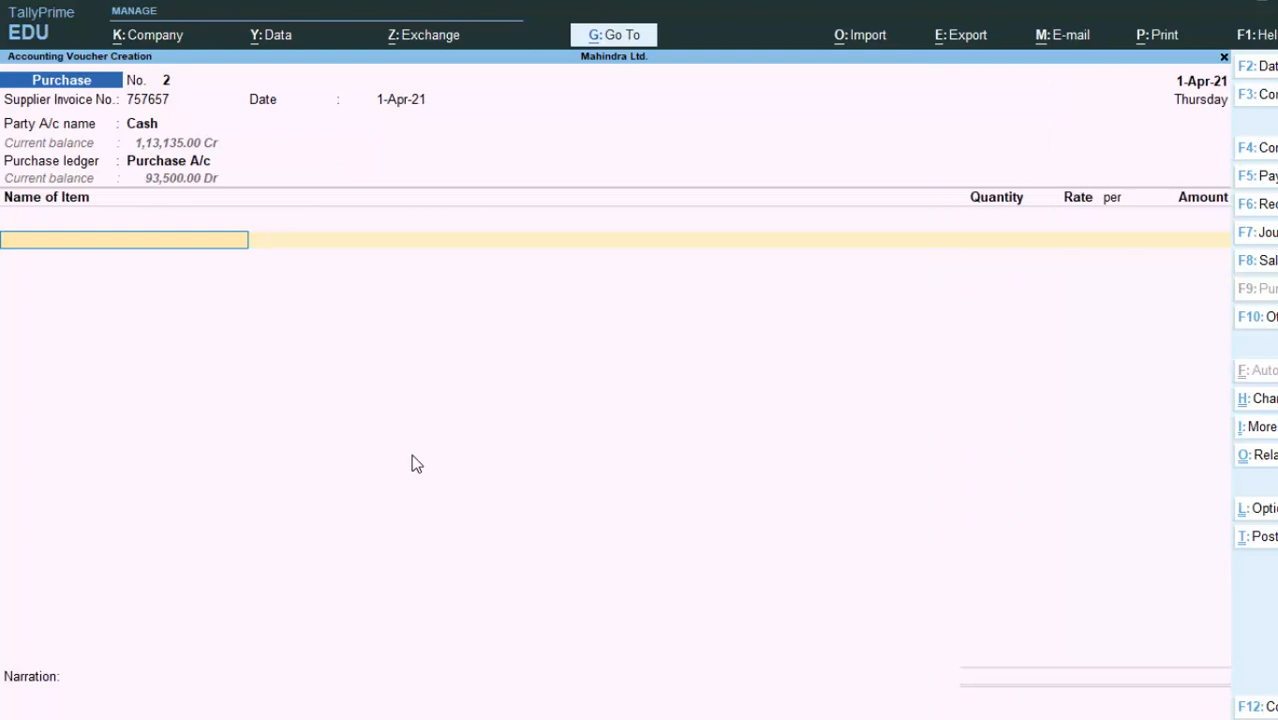 TallyPrime MANAGE
EDU K: Company Y: Data Z: Exchange G: Go To O: Import E: Export M: E-mail P: Print F1: Hel
Accounting Voucher Creation Mahindra Ltd. x
Purchase No. 2 1-Apr-21
Supplier Invoice No.: 757657 Date : 1-Apr-21 Thursday
Party A/c name : Cash
Current balance : 1,13,135.00 Cr
Purchase ledger : Purchase A/c
Current balance : 93,500.00 Dr
Name of Item Quantity Rate per Amount
Narration:
F2: Dat
F3: Cor
F4: Con
F5: Pay
F6: Rec
F7: Jou
F8: Sal
F9: Pur
F10: Ot
F: Auto
H: Char
I: More
O: Rela
L: Optio
T: Post
F12: Co